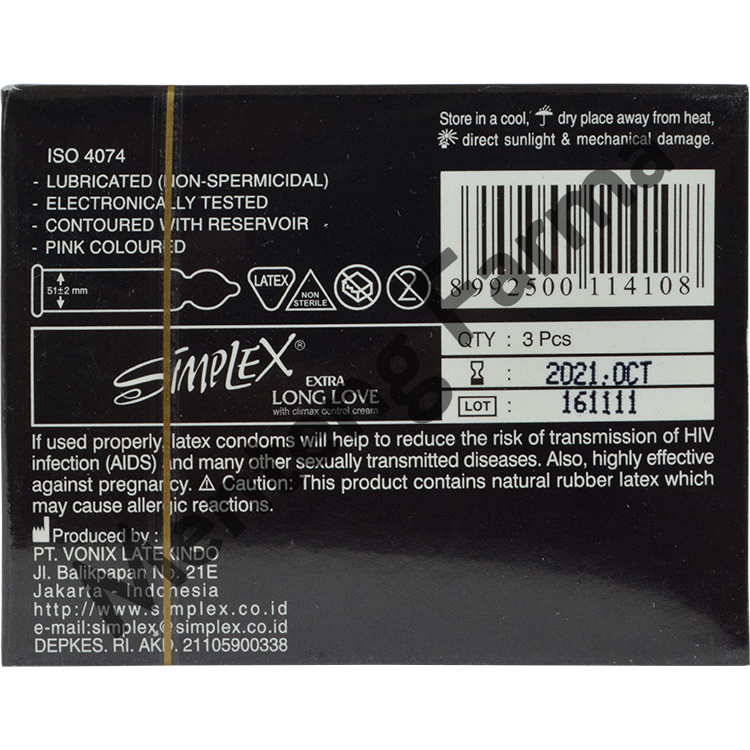 Store in a cool, dry place away from heat,
direct sunlight & mechanical damage.
ISO 4074
- LUBRICATED (NON-SPERMICIDAL)
- ELECTRONICALLY TESTED
- CONTOURED WITH RESERVOIR
- PINK COLOURED
51±2 mm
LATEX
NON
STERILE
2
8 992500 114108
SIMPLEX®
EXTRA
LONG LOVE
with climax control cream
QTY : 3 Pcs
: 2021.OCT
LOT : 161111
If used properly, latex condoms will help to reduce the risk of transmission of HIV
infection (AIDS) and many other sexually transmitted diseases. Also, highly effective
against pregnancy. ⚠ Caution: This product contains natural rubber latex which
may cause allergic reactions.
Produced by :
PT. VONIX LATEXINDO
Jl. Balikpapan No. 21E
Jakarta - Indonesia
http://www.simplex.co.id
e-mail:simplex@simplex.co.id
DEPKES. RI. AKD. 21105900338
Menteng Farma